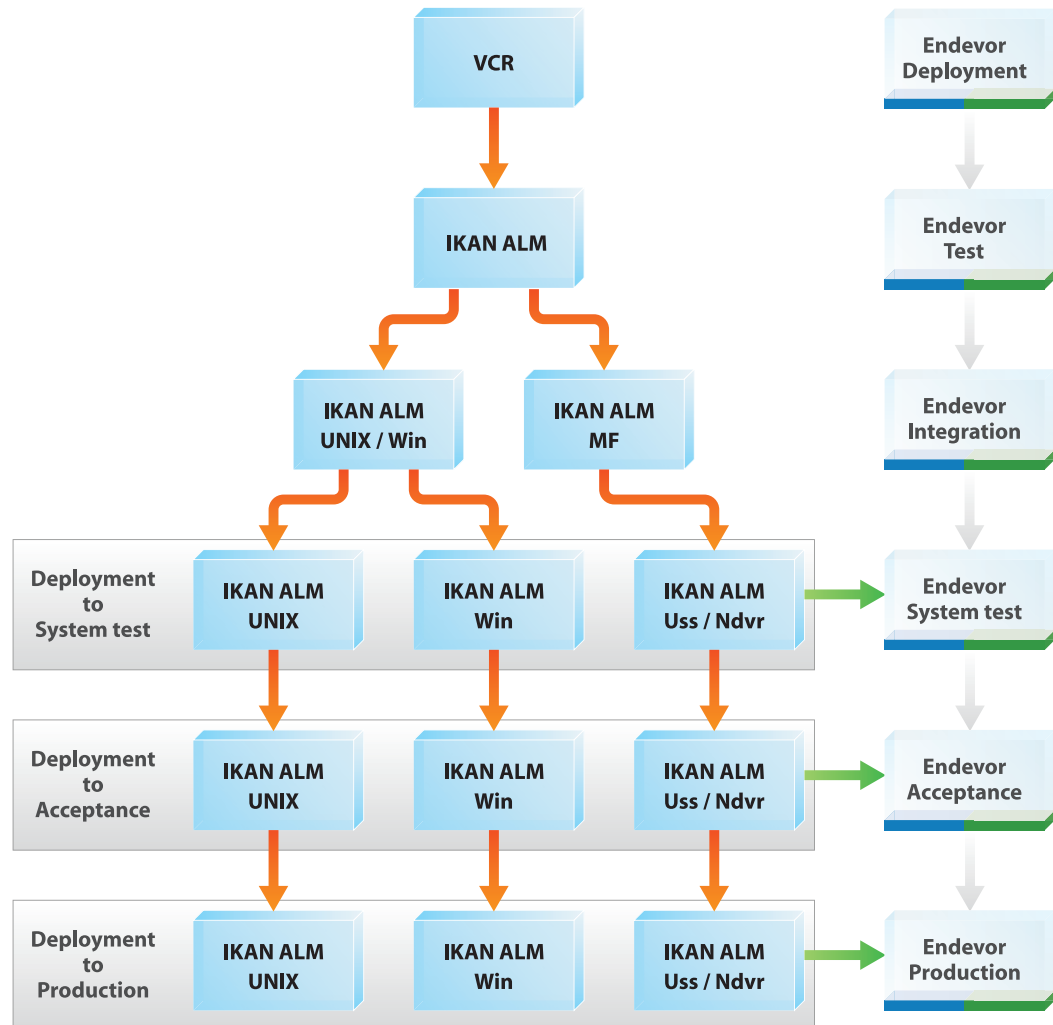 VCR
Endevor
Deployment
IKAN ALM
Endevor
Test
IKAN ALM
UNIX / Win
IKAN ALM
MF
Endevor
Integration
Deployment
to
System test
IKAN ALM
UNIX
IKAN ALM
Win
IKAN ALM
Uss / Ndvr
Endevor
System test
Deployment
to
Acceptance
IKAN ALM
UNIX
IKAN ALM
Win
IKAN ALM
Uss / Ndvr
Endevor
Acceptance
Deployment
to
Production
IKAN ALM
UNIX
IKAN ALM
Win
IKAN ALM
Uss / Ndvr
Endevor
Production